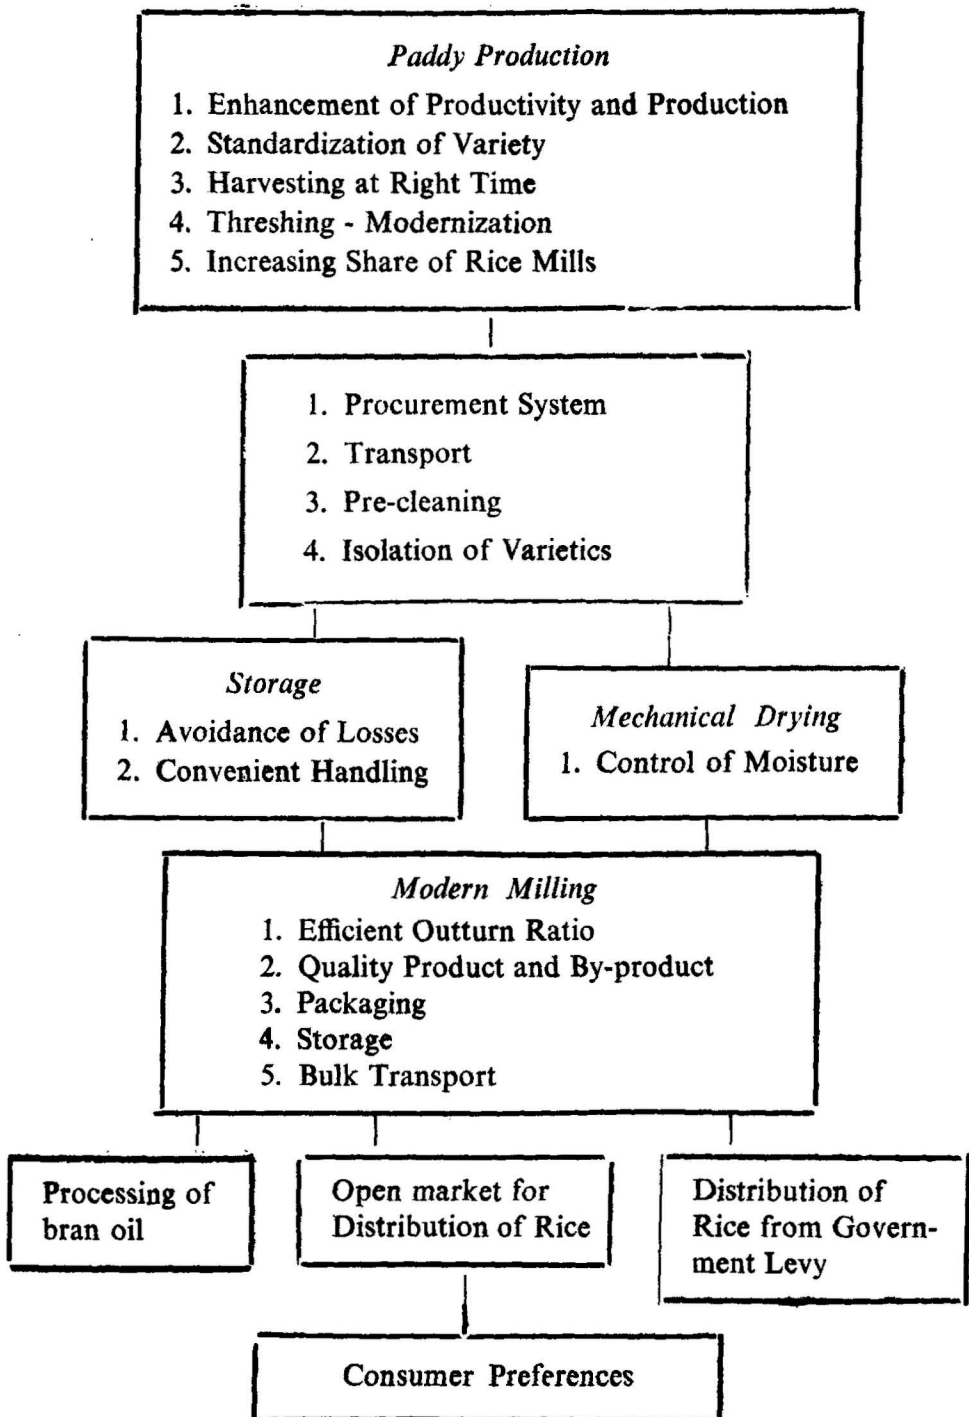 Paddy Production
1. Enhancement of Productivity and Production
2. Standardization of Variety
3. Harvesting at Right Time
4. Threshing - Modernization
5. Increasing Share of Rice Mills
1. Procurement System
2. Transport
3. Pre-cleaning
4. Isolation of Varietics
Storage
1. Avoidance of Losses
2. Convenient Handling
Mechanical Drying
1. Control of Moisture
Modern Milling
1. Efficient Outturn Ratio
2. Quality Product and By-product
3. Packaging
4. Storage
5. Bulk Transport
Processing of
bran oil
Open market for
Distribution of Rice
Distribution of
Rice from Govern-
ment Levy
Consumer Preferences